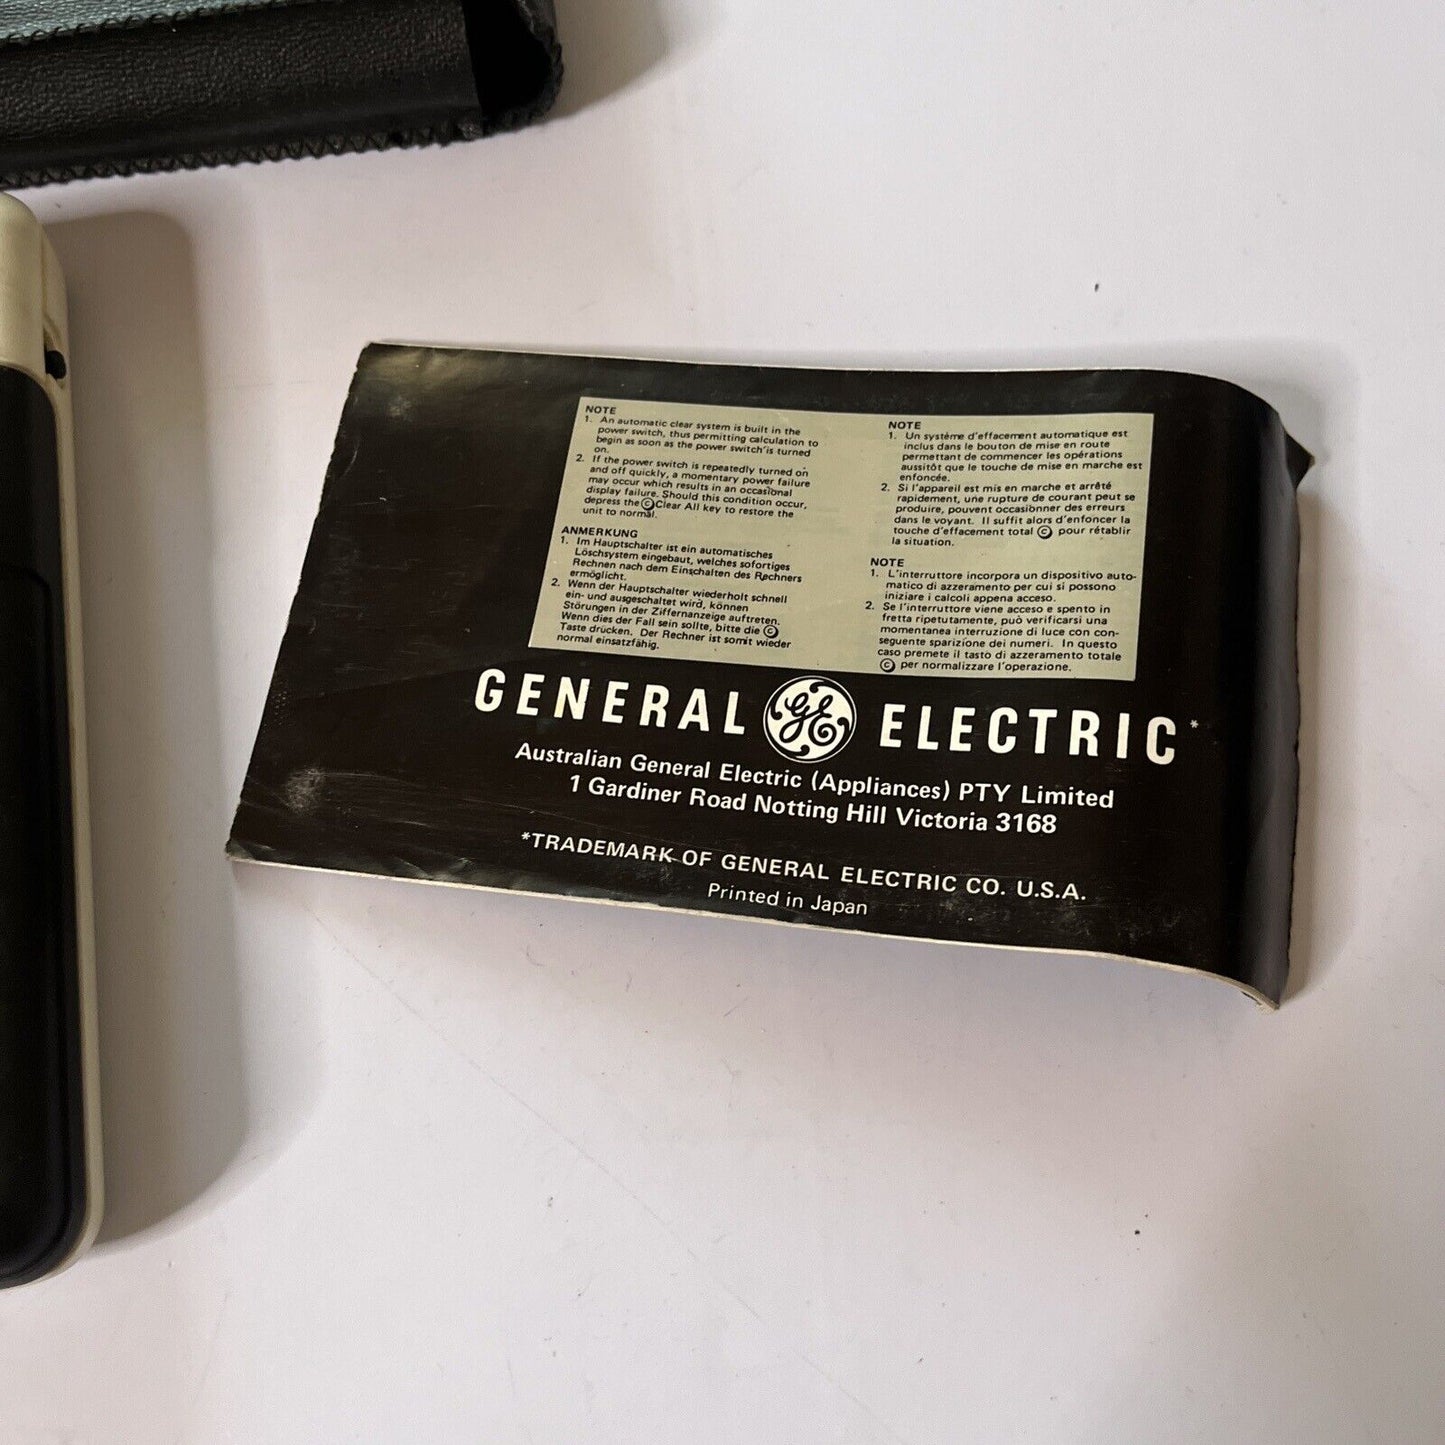 NOTE
1. An automatic clear system is built in the
power switch, thus permitting calculation to
begin as soon as the power switch is turned
on.
2. If the power switch is repeatedly turned on
and off quickly, a momentary power failure
may occur which results in an occasional
display failure. Should this condition occur,
depress the Ⓒ Clear All key to restore the
unit to normal.
ANMERKUNG
1. Im Hauptschalter ist ein automatisches
Löschsystem eingebaut, welches sofortiges
Rechnen nach dem Einschalten des Rechners
ermöglicht.
2. Wenn der Hauptschalter wiederholt schnell
ein- und ausgeschaltet wird, können
Störungen in der Ziffernanzeige auftreten.
Wenn dies der Fall sein sollte, bitte die Ⓒ
Taste drücken. Der Rechner ist somit wieder
normal einsatzfähig.
NOTE
1. Un système d'effacement automatique est
inclus dans le bouton de mise en route
permettant de commencer les opérations
aussitôt que le touche de mise en marche est
enfoncée.
2. Si l'appareil est mis en marche et arrêté
rapidement, une rupture de courant peut se
produire, pouvent occasionner des erreurs
dans le voyant. Il suffit alors d'enfoncer la
touche d'effacement total Ⓒ pour rétablir
la situation.
NOTE
1. L'interruttore incorpora un dispositivo auto-
matico di azzeramento per cui si possono
iniziare i calcoli appena acceso.
2. Se l'interruttore viene acceso e spento in
fretta ripetutamente, può verificarsi una
momentanea interruzione di luce con con-
seguente sparizione dei numeri. In questo
caso premete il tasto di azzeramento totale
Ⓒ per normalizzare l'operazione.
GENERAL GE ELECTRIC*
Australian General Electric (Appliances) PTY Limited
1 Gardiner Road Notting Hill Victoria 3168
*TRADEMARK OF GENERAL ELECTRIC CO. U.S.A.
Printed in Japan